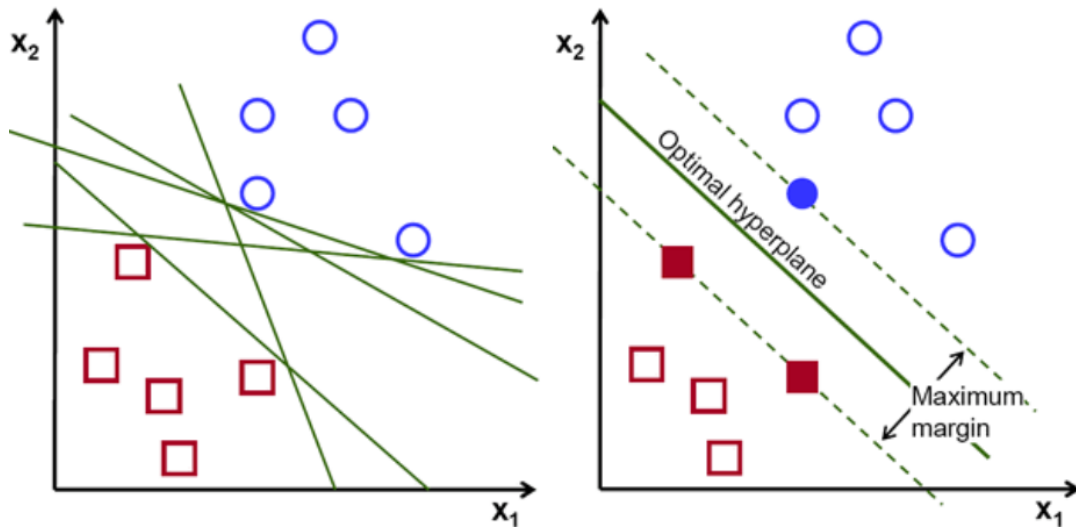 x₂
x₁
x₂
Optimal hyperplane
Maximum
margin
x₁